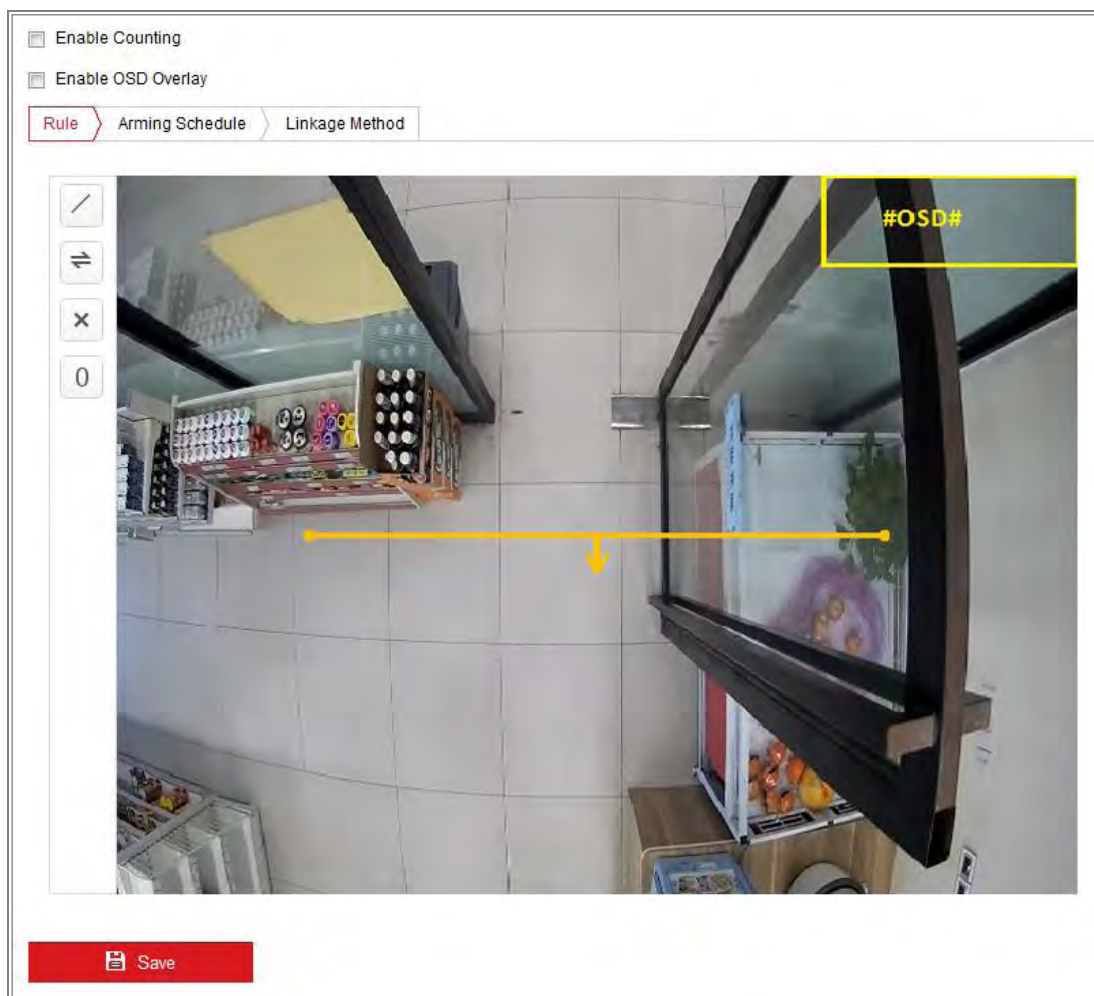 Enable Counting
Enable OSD Overlay
Rule Arming Schedule Linkage Method
#OSD#
0
Save